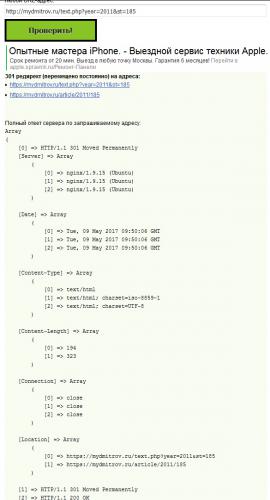 http://mydmitrov.ru/text.php?year=2011&st=185
Проверить!
Опытные мастера iPhone. - Выездной сервис техники Apple.
Срок ремонта от 20 мин. Выезд в любую точку Москвы. Гарантия 6 месяцев! Перейти в
301 редирект (перемещено постоянно) на адреса:
https://mydmitrov.ru/text.php?year=2011&st=185
https://mydmitrov.ru/article/2011/185
Полный ответ сервера по запрашиваемому адресу:
Array
(
[0] => HTTP/1.1 301 Moved Permanently
[Server] => Array
(
[0] => nginx/1.9.15 (Ubuntu)
[1] => nginx/1.9.15 (Ubuntu)
[2] => nginx/1.9.15 (Ubuntu)
)
[Date] => Array
(
[0] => Tue, 09 May 2017 09:50:06 GMT
[1] => Tue, 09 May 2017 09:50:06 GMT
[2] => Tue, 09 May 2017 09:50:06 GMT
)
[Content-Type] => Array
(
[0] => text/html
[1] => text/html; charset=iso-8859-1
[2] => text/html; charset=UTF-8
)
[Content-Length] => Array
(
[0] => 194
[1] => 323
)
[Connection] => Array
(
[0] => close
[1] => close
[2] => close
)
[Location] => Array
(
[0] => https://mydmitrov.ru/text.php?year=2011&st=185
[1] => https://mydmitrov.ru/article/2011/185
)
[1] => HTTP/1.1 301 Moved Permanently
[2] => HTTP/1.1 200 OK